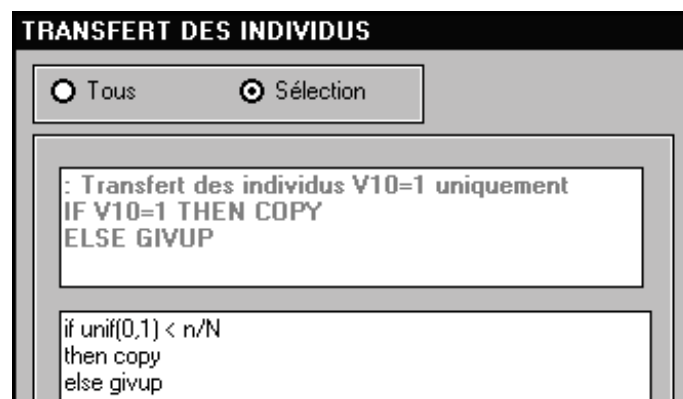 TRANSFERT DES INDIVIDUS
Tous Sélection
: Transfert des individus V10=1 uniquement
IF V10=1 THEN COPY
ELSE GIVUP
if unif(0,1) < n/N
then copy
else givup